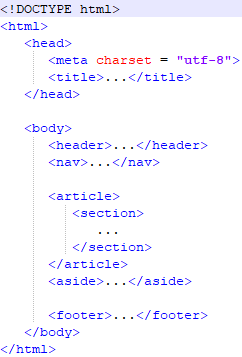 <!DOCTYPE html>
<html>
<head>
<meta charset = "utf-8">
<title>...</title>
</head>
<body>
<header>...</header>
<nav>...</nav>
<article>
<section>
...
</section>
</article>
<aside>...</aside>
<footer>...</footer>
</body>
</html>